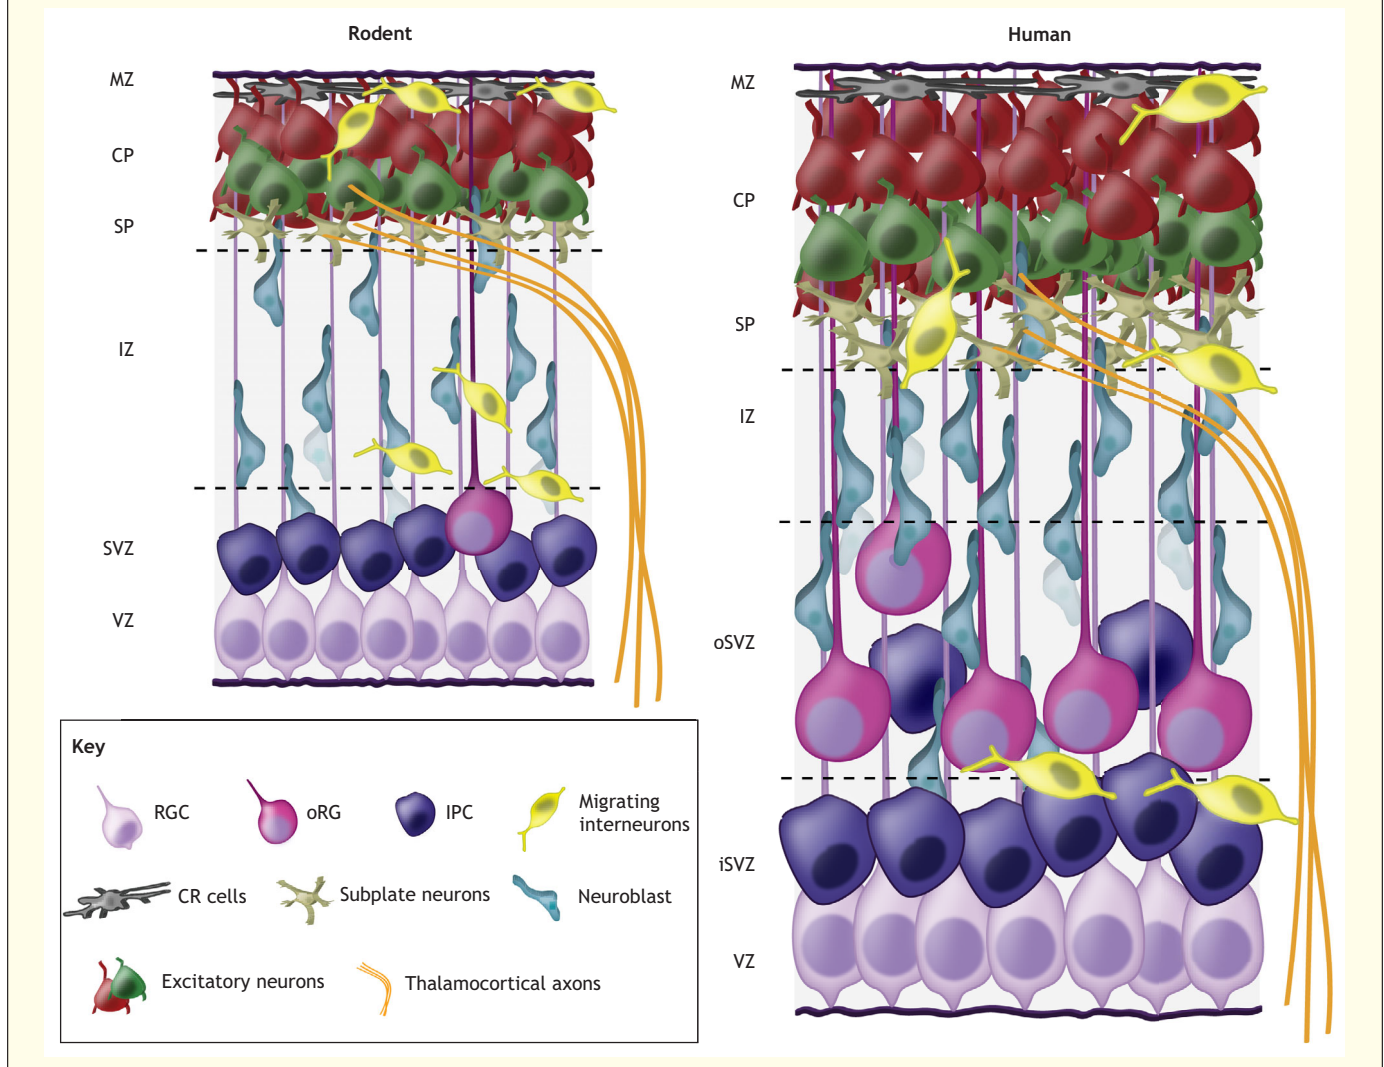 Rodent
MZ
CP
SP
IZ
SVZ
VZ
Human
MZ
CP
SP
IZ
oSVZ
iSVZ
VZ
Key
RGC
oRG
IPC
Migrating
interneurons
CR cells
Subplate neurons
Neuroblast
Excitatory neurons
Thalamocortical axons